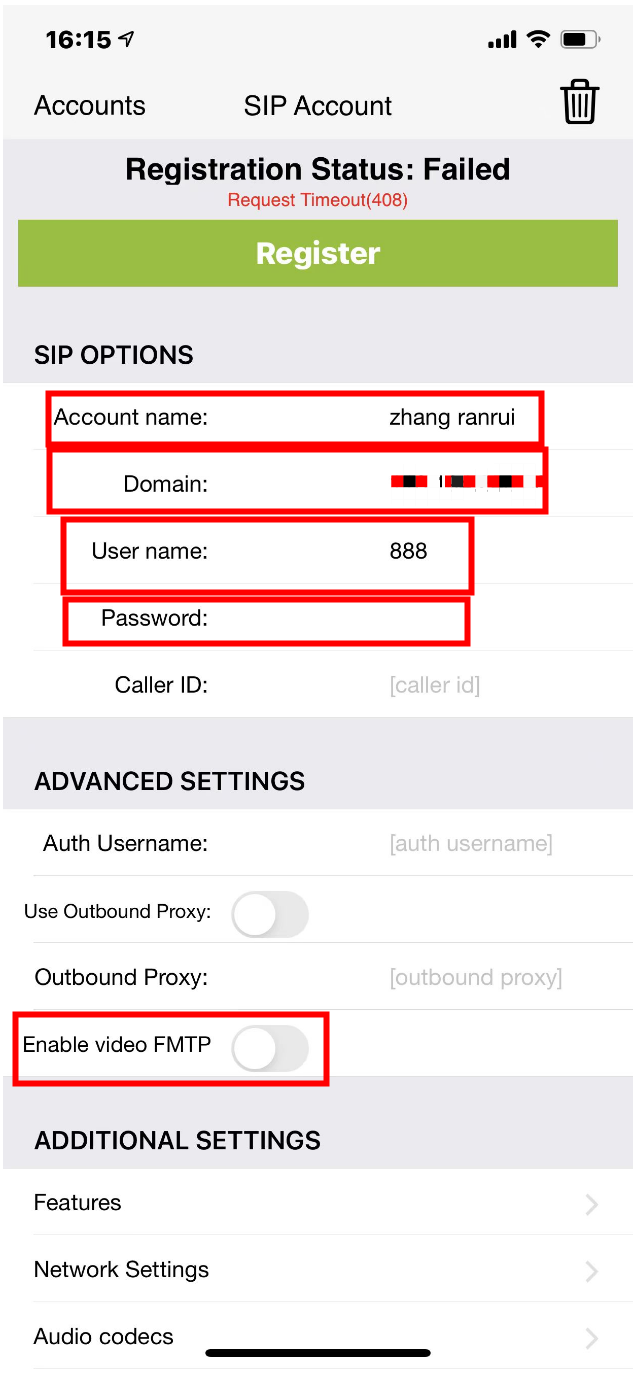 16:15
Accounts SIP Account
Registration Status: Failed
Request Timeout(408)
Register
SIP OPTIONS
Account name: zhang ranrui
Domain:
User name: 888
Password:
Caller ID: [caller id]
ADVANCED SETTINGS
Auth Username: [auth username]
Use Outbound Proxy:
Outbound Proxy: [outbound proxy]
Enable video FMTP
ADDITIONAL SETTINGS
Features
Network Settings
Audio codecs